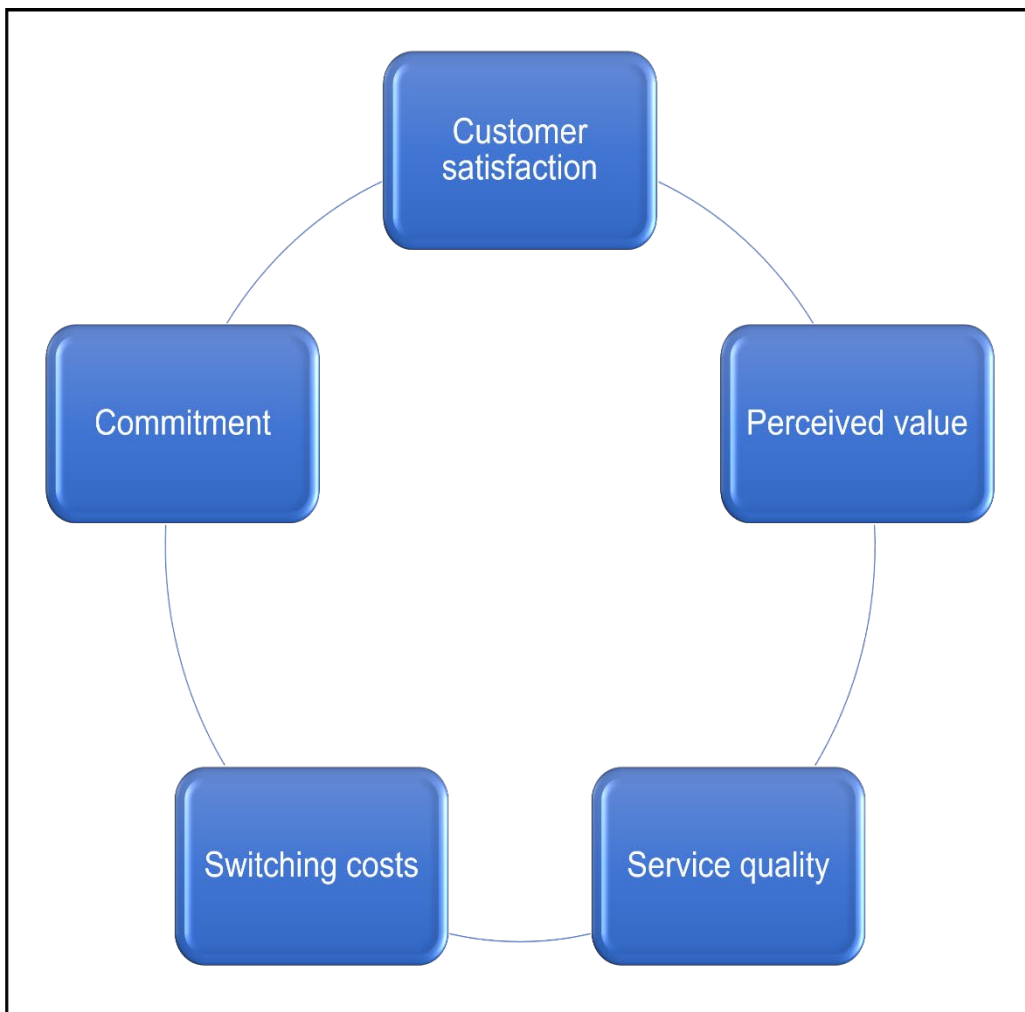 Customer
satisfaction
Perceived value
Service quality
Switching costs
Commitment